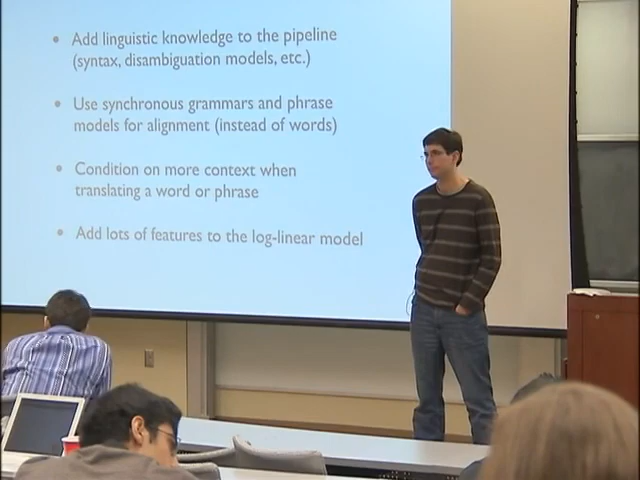 • Add linguistic knowledge to the pipeline
(syntax, disambiguation models, etc.)
• Use synchronous grammars and phrase
models for alignment (instead of words)
• Condition on more context when
translating a word or phrase
• Add lots of features to the log-linear model